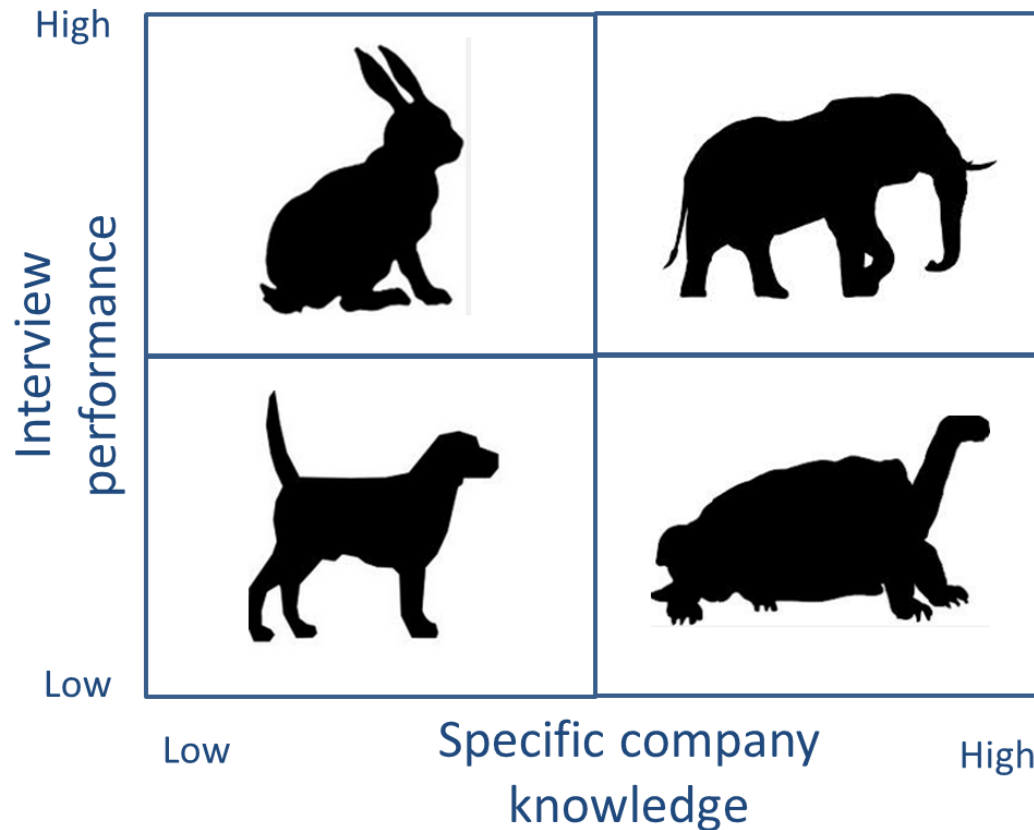 High
Interview
performance
Low
Low
Specific company
knowledge
High